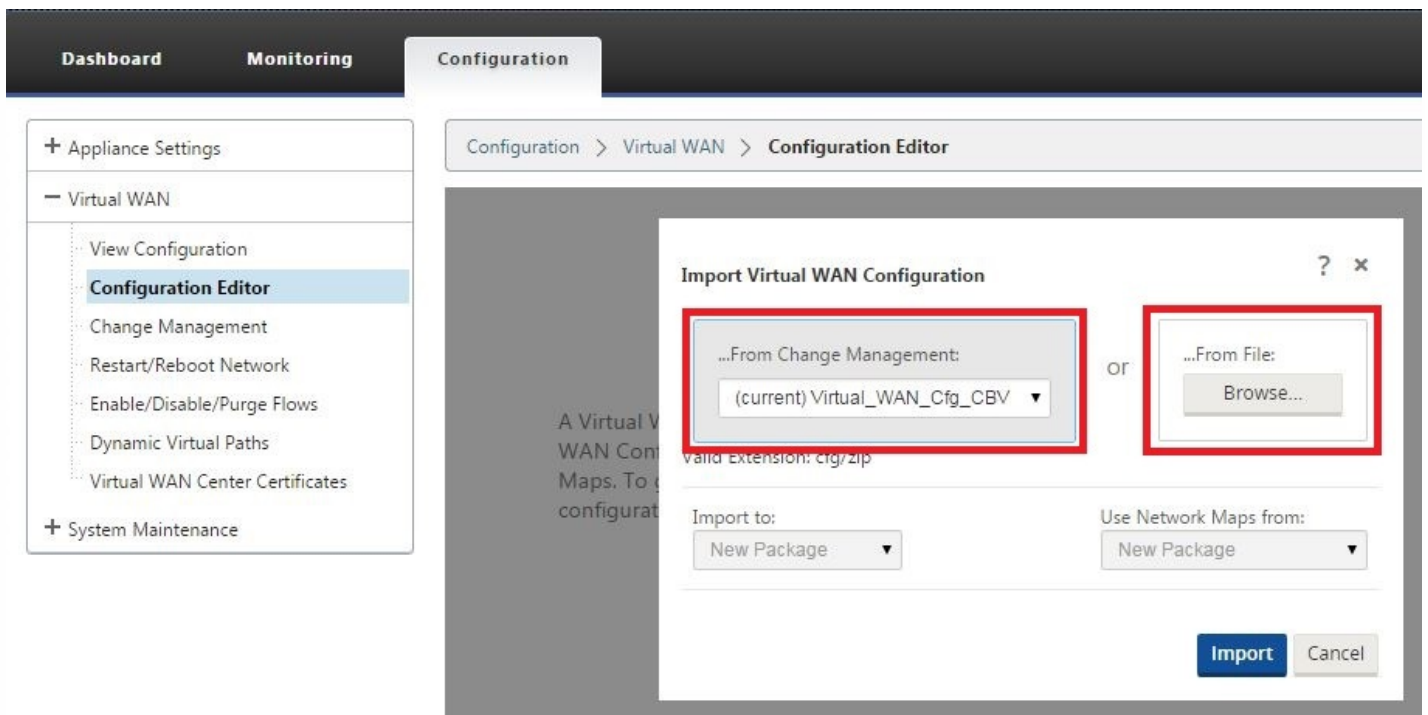 Dashboard Monitoring Configuration
+ Appliance Settings
− Virtual WAN
View Configuration
Configuration Editor
Change Management
Restart/Reboot Network
Enable/Disable/Purge Flows
Dynamic Virtual Paths
Virtual WAN Center Certificates
+ System Maintenance
Configuration > Virtual WAN > Configuration Editor
A Virtual W
WAN Conf
Maps. To g
configurat
Import Virtual WAN Configuration ? ×
...From Change Management:
(current) Virtual_WAN_Cfg_CBV
or
...From File:
Browse...
Valid Extension: cfg/zip
Import to:
New Package
Use Network Maps from:
New Package
Import Cancel